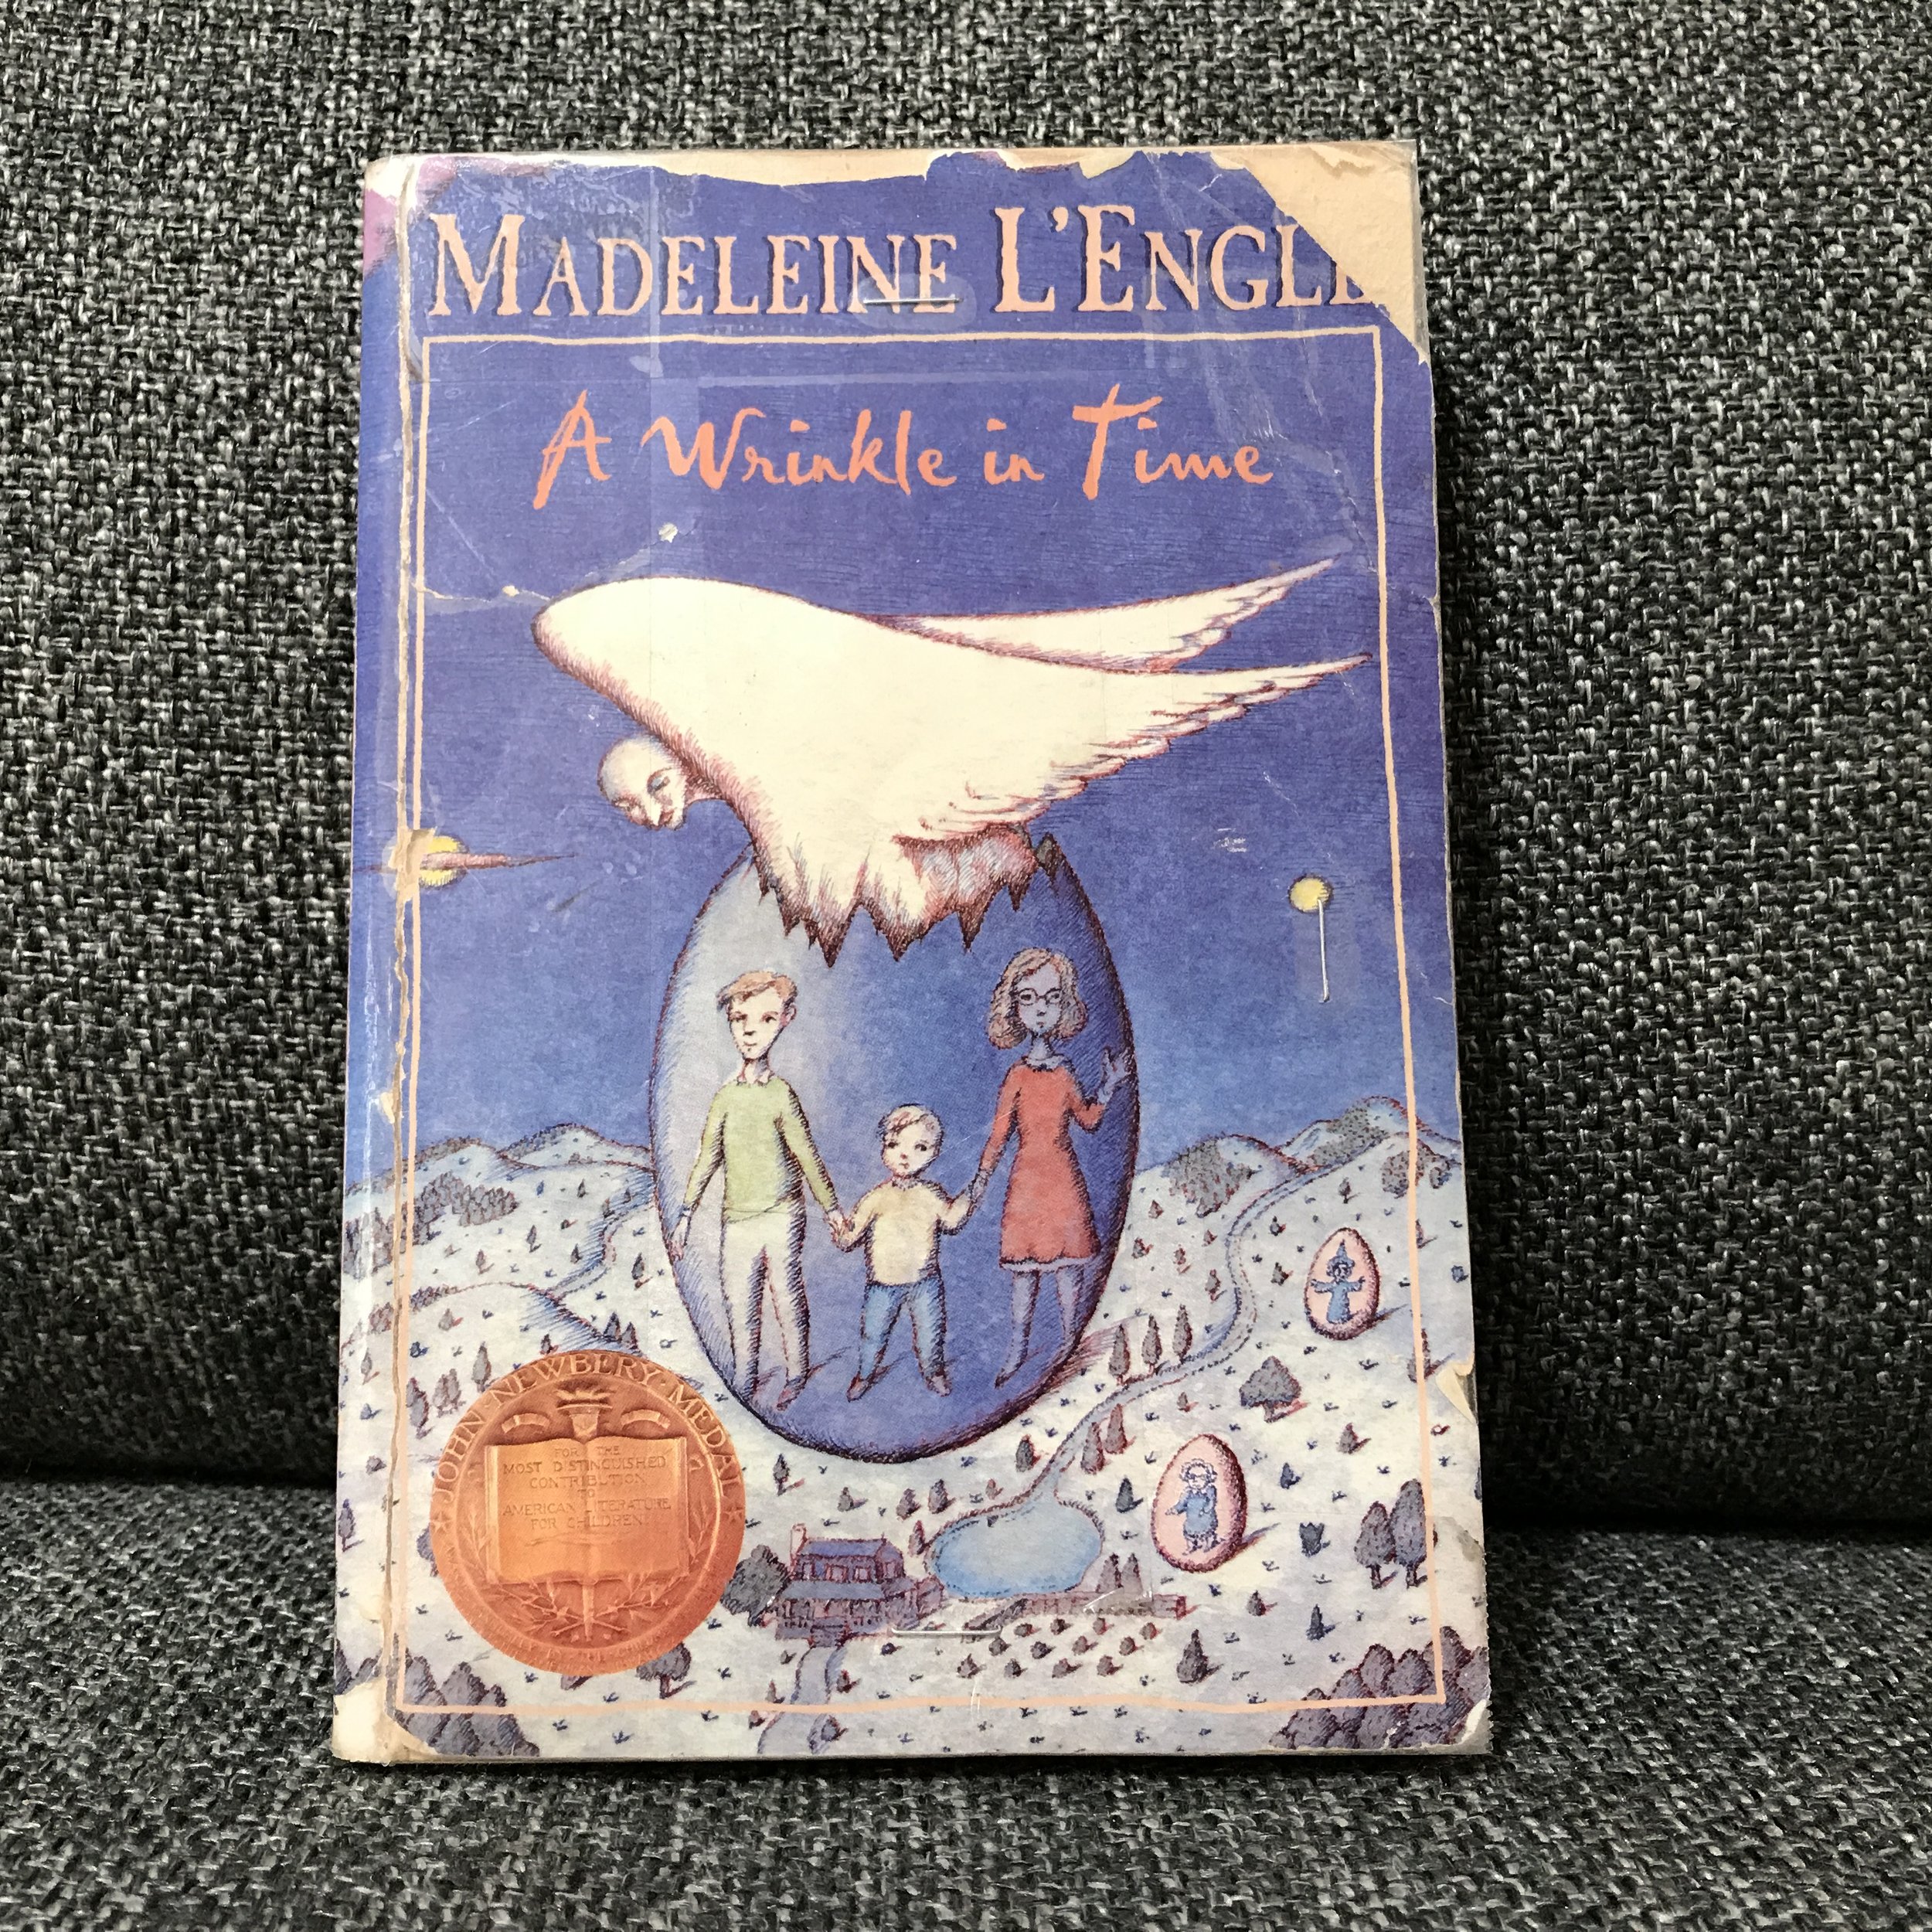 MADELEINE L'ENGLE
A Wrinkle in Time
JOHN NEWBERY MEDAL
FOR THE
MOST DISTINGUISHED
CONTRIBUTION
TO
AMERICAN LITERATURE
FOR CHILDREN